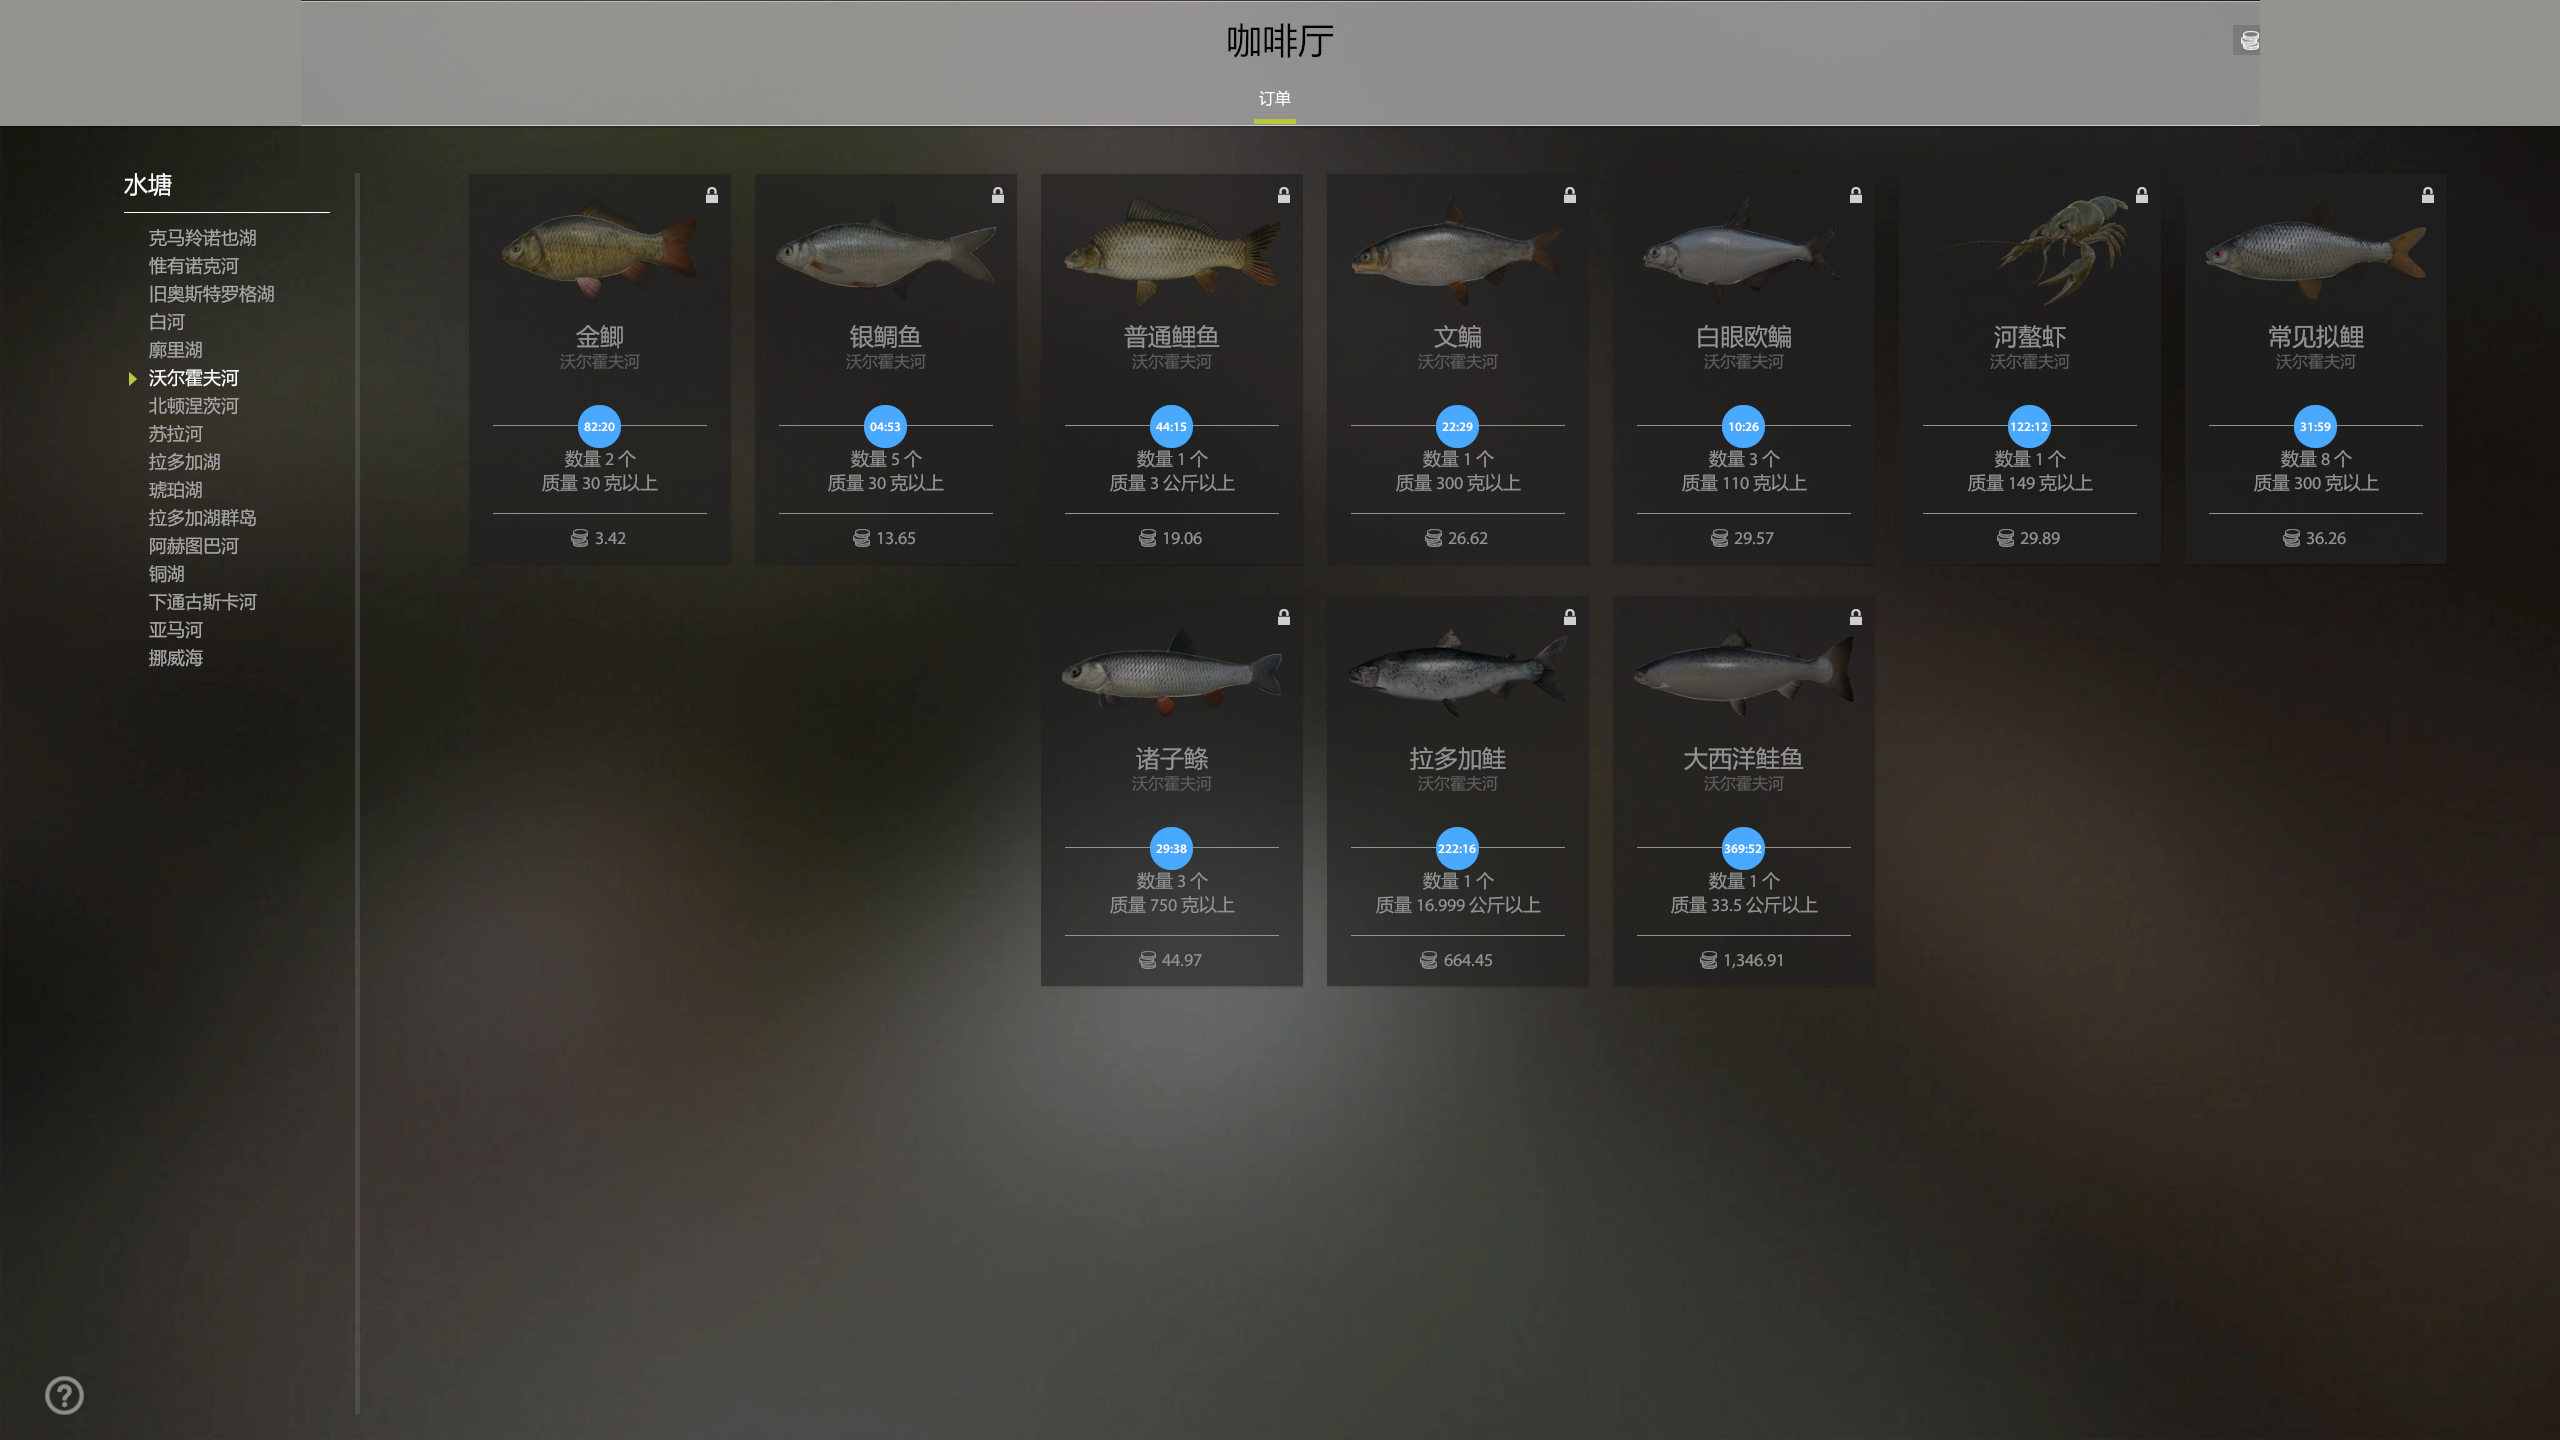 咖啡厅
订单
水塘
克马羚诺也湖
惟有诺克河
旧奥斯特罗格湖
白河
廓里湖
沃尔霍夫河
北顿涅茨河
苏拉河
拉多加湖
琥珀湖
拉多加湖群岛
阿赫图巴河
铜湖
下通古斯卡河
亚马河
挪威海
金鲫
沃尔霍夫河
82:20
数量 2 个
质量 30 克以上
3.42
银鲷鱼
沃尔霍夫河
04:53
数量 5 个
质量 30 克以上
13.65
普通鲤鱼
沃尔霍夫河
44:15
数量 1 个
质量 3 公斤以上
19.06
文鳊
沃尔霍夫河
22:29
数量 1 个
质量 300 克以上
26.62
白眼欧鳊
沃尔霍夫河
10:26
数量 3 个
质量 110 克以上
29.57
河螯虾
沃尔霍夫河
122:12
数量 1 个
质量 149 克以上
29.89
常见拟鲤
沃尔霍夫河
31:59
数量 8 个
质量 300 克以上
36.26
诸子鲦
沃尔霍夫河
29:38
数量 3 个
质量 750 克以上
44.97
拉多加鲑
沃尔霍夫河
222:16
数量 1 个
质量 16.999 公斤以上
664.45
大西洋鲑鱼
沃尔霍夫河
369:52
数量 1 个
质量 33.5 公斤以上
1,346.91
?